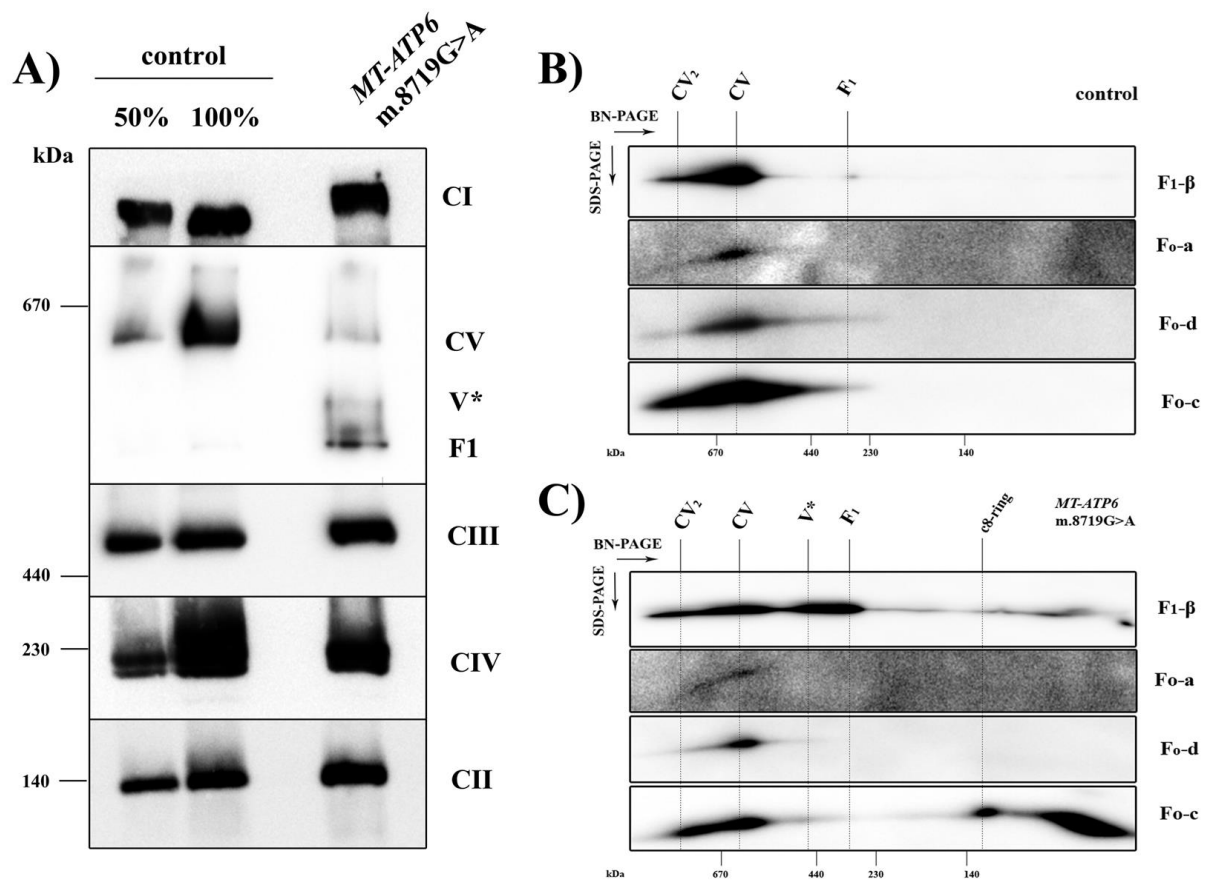 A)
control
50% 100%
MT-ATP6
m.8719G>A
kDa
CI
670
CV
V*
F1
CIII
440
230
CIV
140
CII
B)
CV₂ CV F₁ control
BN-PAGE
SDS-PAGE
F1-β
Fo-a
Fo-d
Fo-c
kDa 670 440 230 140
C)
CV₂ CV V* F₁ c8-ring MT-ATP6
m.8719G>A
BN-PAGE
SDS-PAGE
F1-β
Fo-a
Fo-d
Fo-c
kDa 670 440 230 140